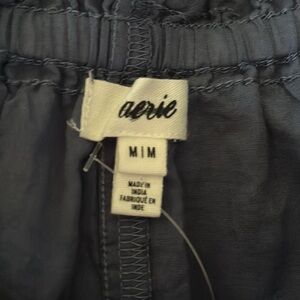 aerie
M|M
MADE IN
INDIA
FABRIQUÉ EN
INDE